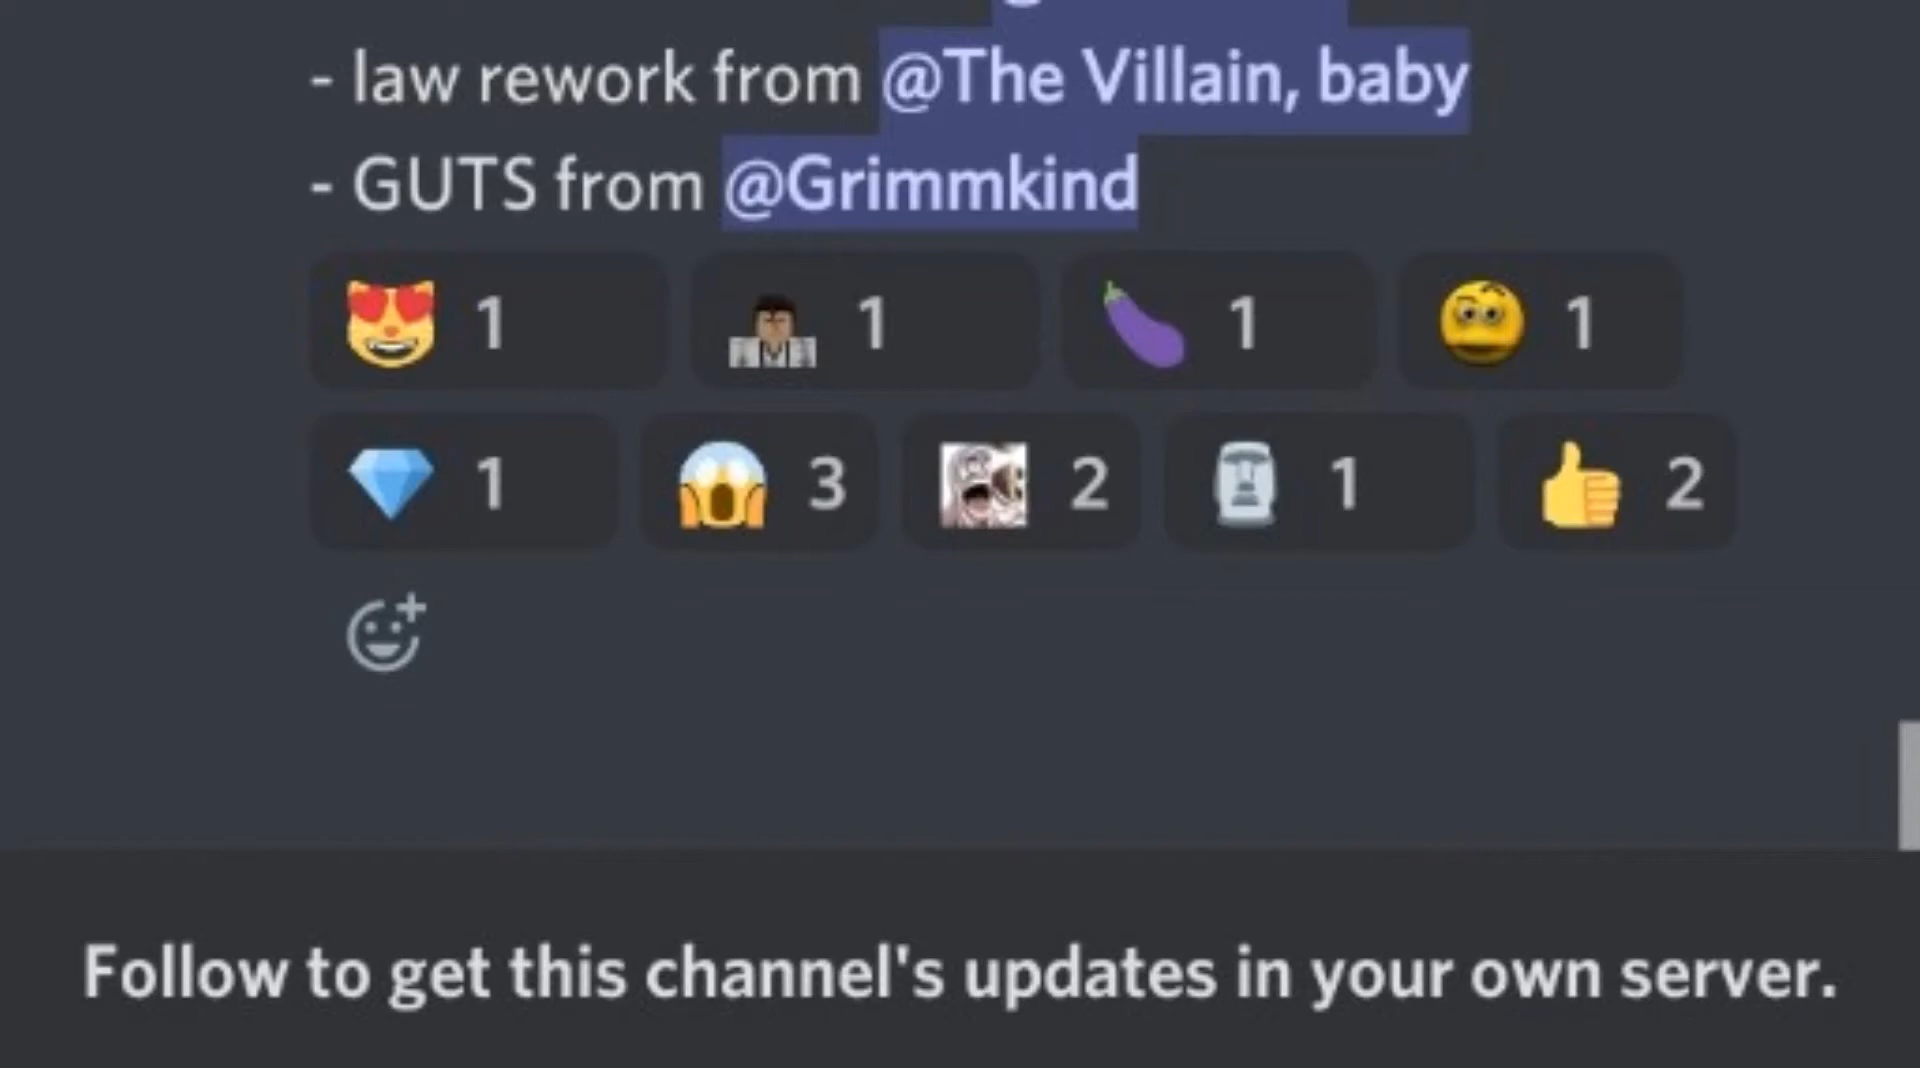 - law rework from @The Villain, baby
- GUTS from @Grimmkind
1 1 1 1
1 3 2 1 2
Follow to get this channel's updates in your own server.